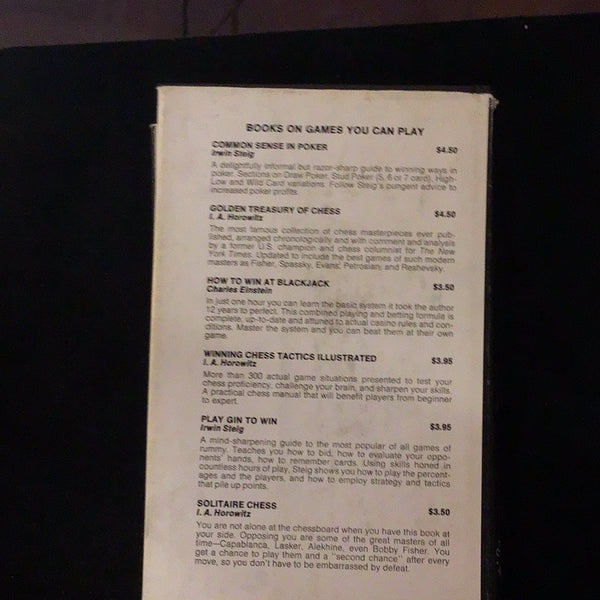 BOOKS ON GAMES YOU CAN PLAY
COMMON SENSE IN POKER $4.50
Irwin Steig
A delightfully informal but razor-sharp guide to winning ways in
poker. Sections on Draw Poker, Stud Poker (5, 6 or 7 card), High-
Low and Wild Card variations. Follow Steig's pungent advice to
increased poker profits.
GOLDEN TREASURY OF CHESS $4.50
I. A. Horowitz
The most famous collection of chess masterpieces ever pub-
lished, arranged chronologically and with comment and analysis
by a former U.S. champion and chess columnist for The New
York Times. Updated to include the best games of such modern
masters as Fisher, Spassky, Evans, Petrosian, and Reshevsky.
HOW TO WIN AT BLACKJACK $3.50
Charles Einstein
In just one hour you can learn the basic system it took the author
12 years to perfect. This combined playing and betting formula is
complete, up-to-date and attuned to actual casino rules and con-
ditions. Master the system and you can beat them at their own
game.
WINNING CHESS TACTICS ILLUSTRATED $3.95
I. A. Horowitz
More than 300 actual game situations presented to test your
chess proficiency, challenge your brain, and sharpen your skills.
A practical chess manual that will benefit players from beginner
to expert.
PLAY GIN TO WIN $3.95
Irwin Steig
A mind-sharpening guide to the most popular of all games of
rummy. Teaches you how to bid, how to evaluate your oppo-
nents' hands, how to remember cards. Using skills honed in
countless hours of play, Steig shows you how to play the percent-
ages and the players, and how to employ strategy and tactics
that pile up points.
SOLITAIRE CHESS $3.50
I. A. Horowitz
You are not alone at the chessboard when you have this book at
your side. Opposing you are some of the great masters of all
time—Capablanca, Lasker, Alekhine, even Bobby Fisher. You
get a chance to play them and a "second chance" after every
move, so you don't have to be embarrassed by defeat.